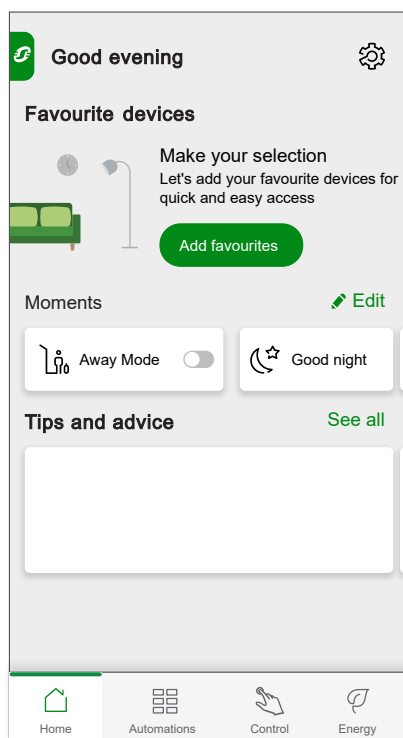 Good evening
Favourite devices
Make your selection
Let's add your favourite devices for
quick and easy access
Add favourites
Moments
Edit
Away Mode
Good night
Tips and advice
See all
Home
Automations
Control
Energy